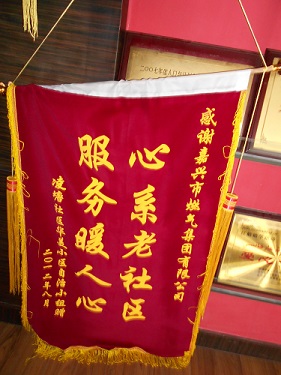 感谢嘉兴市燃气集团有限公司
心系老社区
服务暖人心
凌塘社区华美小区自治小组赠
二〇一二年八月